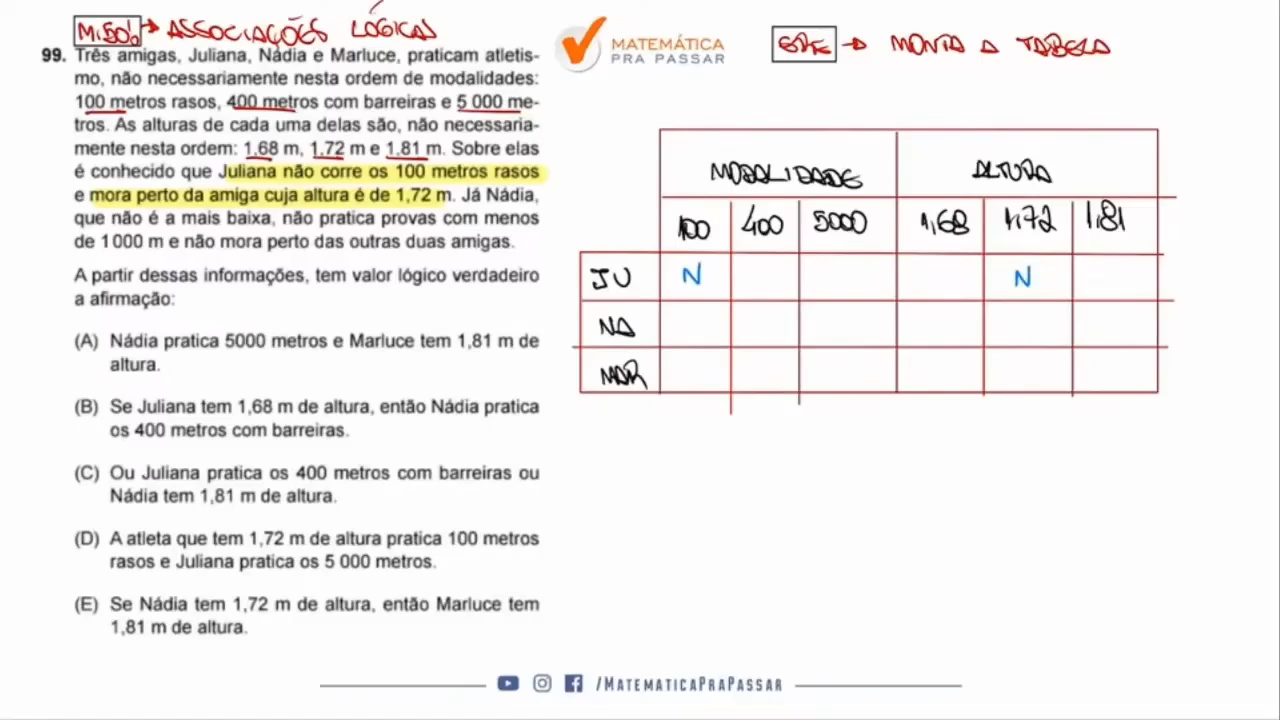 M.50% → ASSOCIAÇÕES LÓGICAS
MATEMÁTICA
PRA PASSAR
→ MONTA A TABELA
99. Três amigas, Juliana, Nádia e Marluce, praticam atletis-
mo, não necessariamente nesta ordem de modalidades:
100 metros rasos, 400 metros com barreiras e 5 000 me-
tros. As alturas de cada uma delas são, não necessaria-
mente nesta ordem: 1,68 m, 1,72 m e 1,81 m. Sobre elas
é conhecido que Juliana não corre os 100 metros rasos
e mora perto da amiga cuja altura é de 1,72 m. Já Nádia,
que não é a mais baixa, não pratica provas com menos
de 1 000 m e não mora perto das outras duas amigas.
A partir dessas informações, tem valor lógico verdadeiro
a afirmação:
(A) Nádia pratica 5000 metros e Marluce tem 1,81 m de
altura.
(B) Se Juliana tem 1,68 m de altura, então Nádia pratica
os 400 metros com barreiras.
(C) Ou Juliana pratica os 400 metros com barreiras ou
Nádia tem 1,81 m de altura.
(D) A atleta que tem 1,72 m de altura pratica 100 metros
rasos e Juliana pratica os 5 000 metros.
(E) Se Nádia tem 1,72 m de altura, então Marluce tem
1,81 m de altura.
MODALIDADE ALTURA
100 400 5000 1,68 1,72 1,81
JU N N
NA
MAR
/MATEMATICAPRAPASSAR